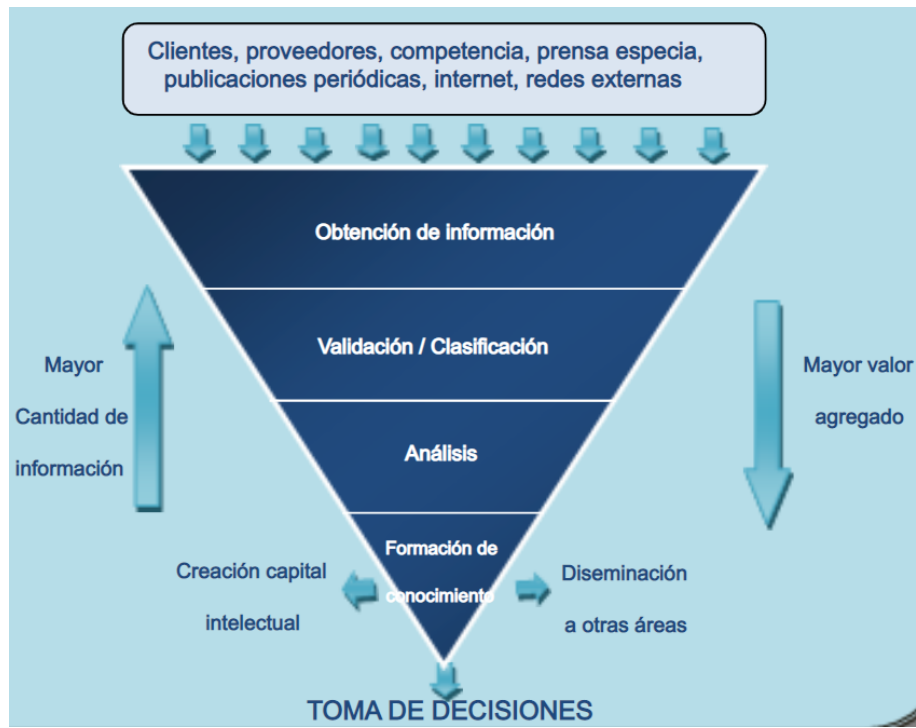 Clientes, proveedores, competencia, prensa especia,
publicaciones periódicas, internet, redes externas
Obtención de información
Validación / Clasificación
Mayor
Cantidad de
información
Mayor valor
agregado
Análisis
Formación de
conocimiento
Creación capital
intelectual
Diseminación
a otras áreas
TOMA DE DECISIONES